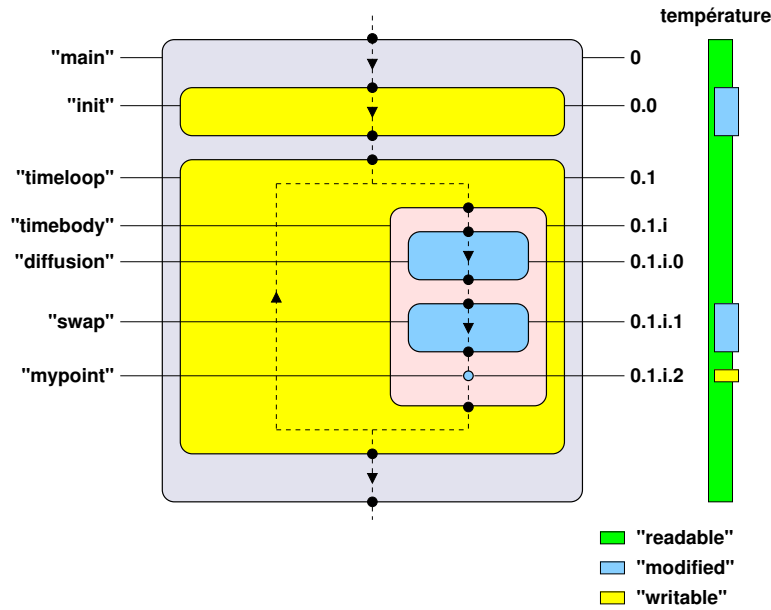 température
"main" 0
"init" 0.0
"timeloop" 0.1
"timebody" 0.1.i
"diffusion" 0.1.i.0
"swap" 0.1.i.1
"mypoint" 0.1.i.2
"readable"
"modified"
"writable"